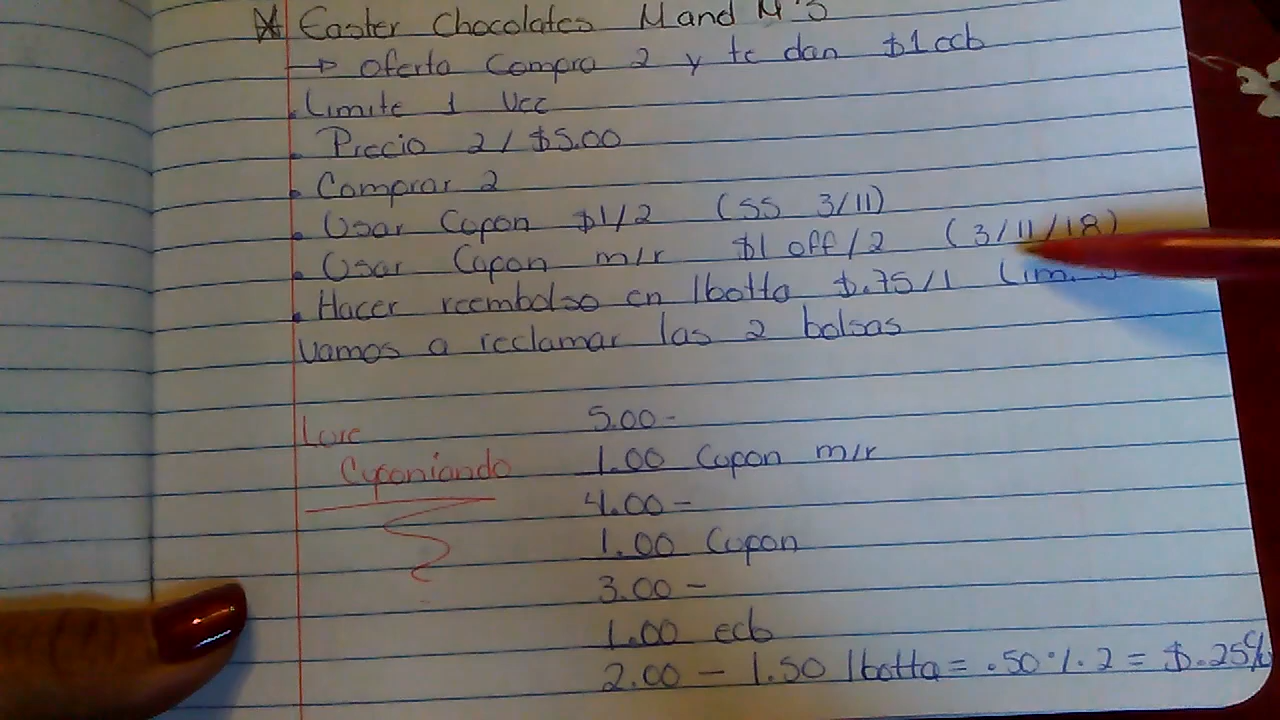 Easter Chocolates M and M's
→ oferta Compra 2 y te dan $1 ecb
Limite 1 Vec
Precio 2/$5.00
Comprar 2
Usar Cupon $1/2 (SS 3/11)
Usar Cupon m/r $1 off/2 (3/11/18)
Hacer reembolso en Ibotta $.75/1
Vamos a reclamar las 2 bolsas
5.00-
Cuponiando
1.00 Cupon m/r
4.00-
1.00 Cupon
3.00-
1.00 ecb
2.00 - 1.50 Ibotta = .50 % 2 = $.25